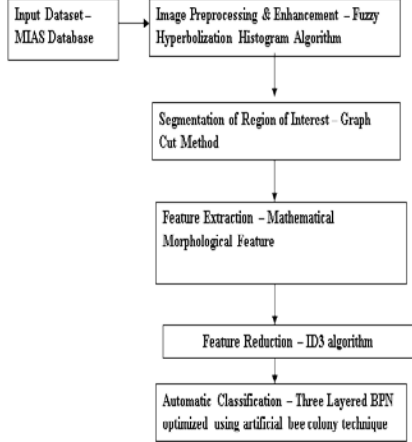 Input Dataset–
MIAS Database
Image Preprocessing & Enhancement – Fuzzy
Hyperbolization Histogram Algorithm
Segmentation of Region of Interest – Graph
Cut Method
Feature Extraction – Mathematical
Morphological Feature
Feature Reduction – ID3 algorithm
Automatic Classification – Three Layered BPN
optimized using artificial bee colony technique